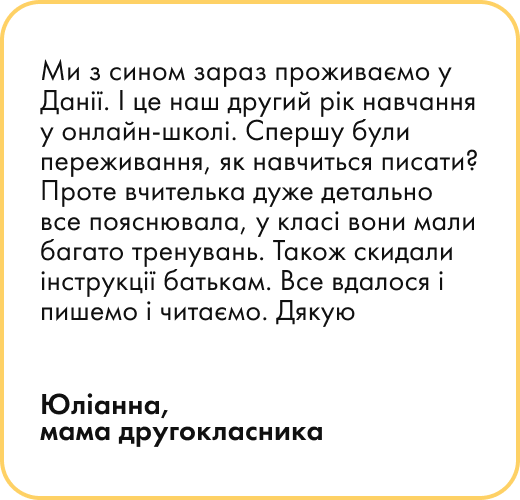 Ми з сином зараз проживаємо у
Данії. І це наш другий рік навчання
у онлайн-школі. Спершу були
переживання, як навчиться писати?
Проте вчителька дуже детально
все пояснювала, у класі вони мали
багато тренувань. Також скидали
інструкції батькам. Все вдалося і
пишемо і читаємо. Дякую
Юліанна,
мама другокласника